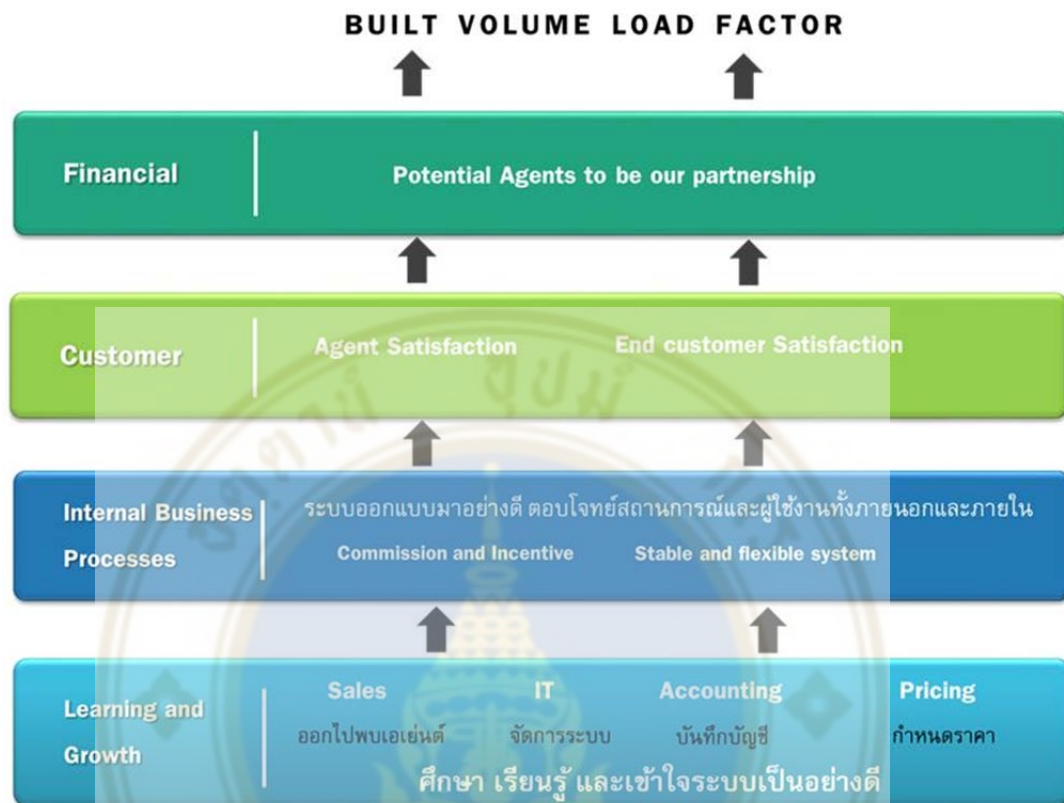 BUILT VOLUME LOAD FACTOR
Financial
Potential Agents to be our partnership
Customer
Agent Satisfaction
End customer Satisfaction
Internal Business
Processes
ระบบออกแบบมาอย่างดี ตอบโจทย์สถานการณ์และผู้ใช้งานทั้งภายนอกและภายใน
Commission and Incentive
Stable and flexible system
Learning and
Growth
Sales
IT
Accounting
Pricing
ออกไปพบเอเย่นต์
จัดการระบบ
บันทึกบัญชี
กำหนดราคา
ศึกษา เรียนรู้ และเข้าใจระบบเป็นอย่างดี